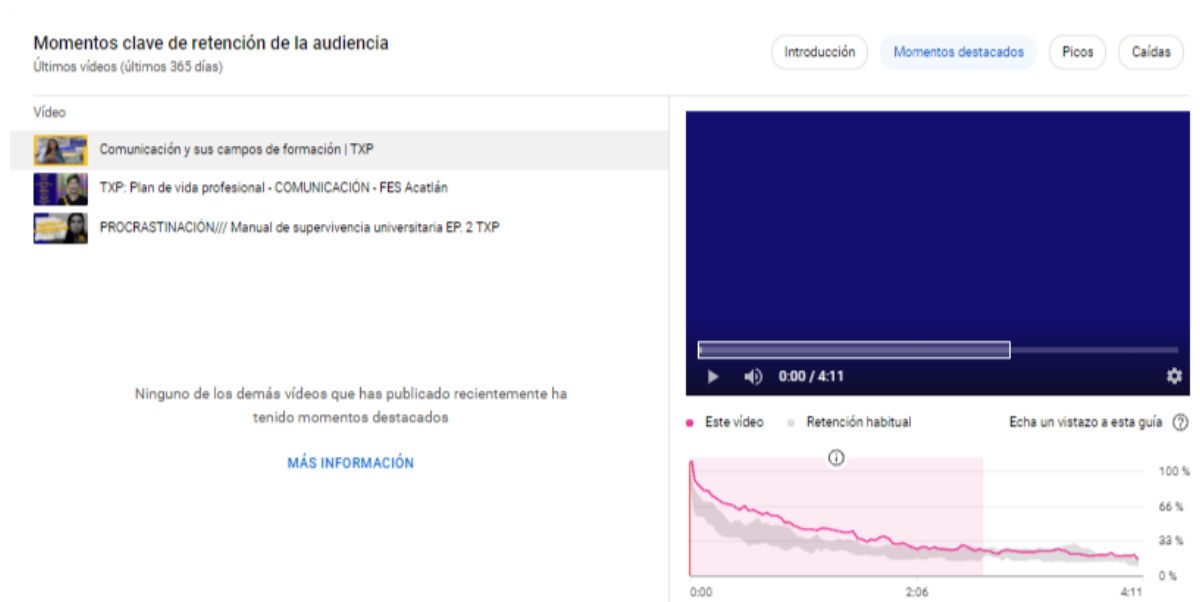 Momentos clave de retención de la audiencia
Últimos vídeos (últimos 365 días)
Introducción
Momentos destacados
Picos
Caídas
Vídeo
Comunicación y sus campos de formación | TXP
TXP: Plan de vida profesional - COMUNICACIÓN - FES Acatlán
PROCRASTINACIÓN/// Manual de supervivencia universitaria EP. 2 TXP
Ninguno de los demás vídeos que has publicado recientemente ha
tenido momentos destacados
MÁS INFORMACIÓN
0:00 / 4:11
Este vídeo
Retención habitual
Echa un vistazo a esta guía
100 %
66 %
33 %
0 %
0:00
2:06
4:11